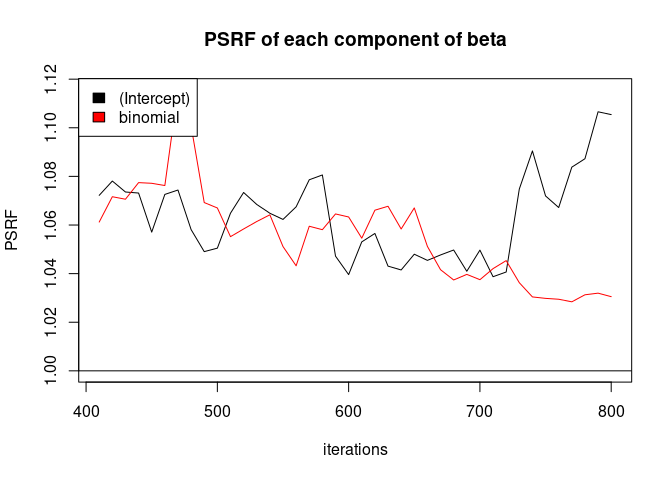 PSRF of each component of beta
(Intercept)
binomial
PSRF
1.12
1.10
1.08
1.06
1.04
1.02
1.00
400 500 600 700 800
iterations